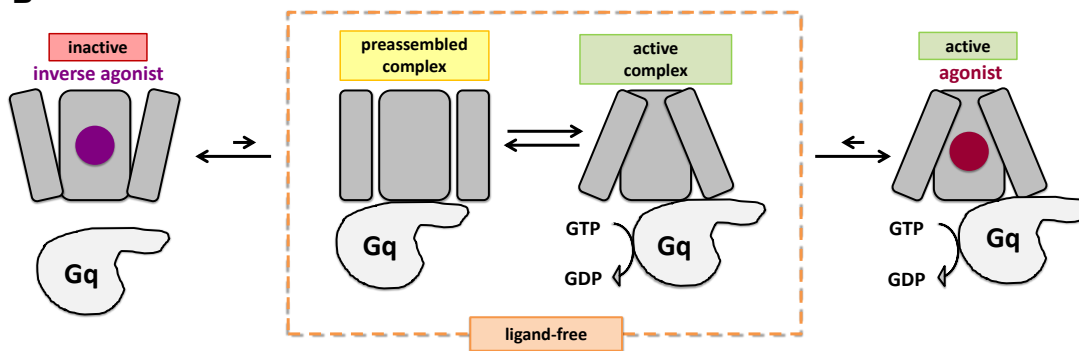 inactive
inverse agonist
Gq
preassembled
complex
Gq
active
complex
GTP
GDP
Gq
ligand-free
active
agonist
GTP
GDP
Gq